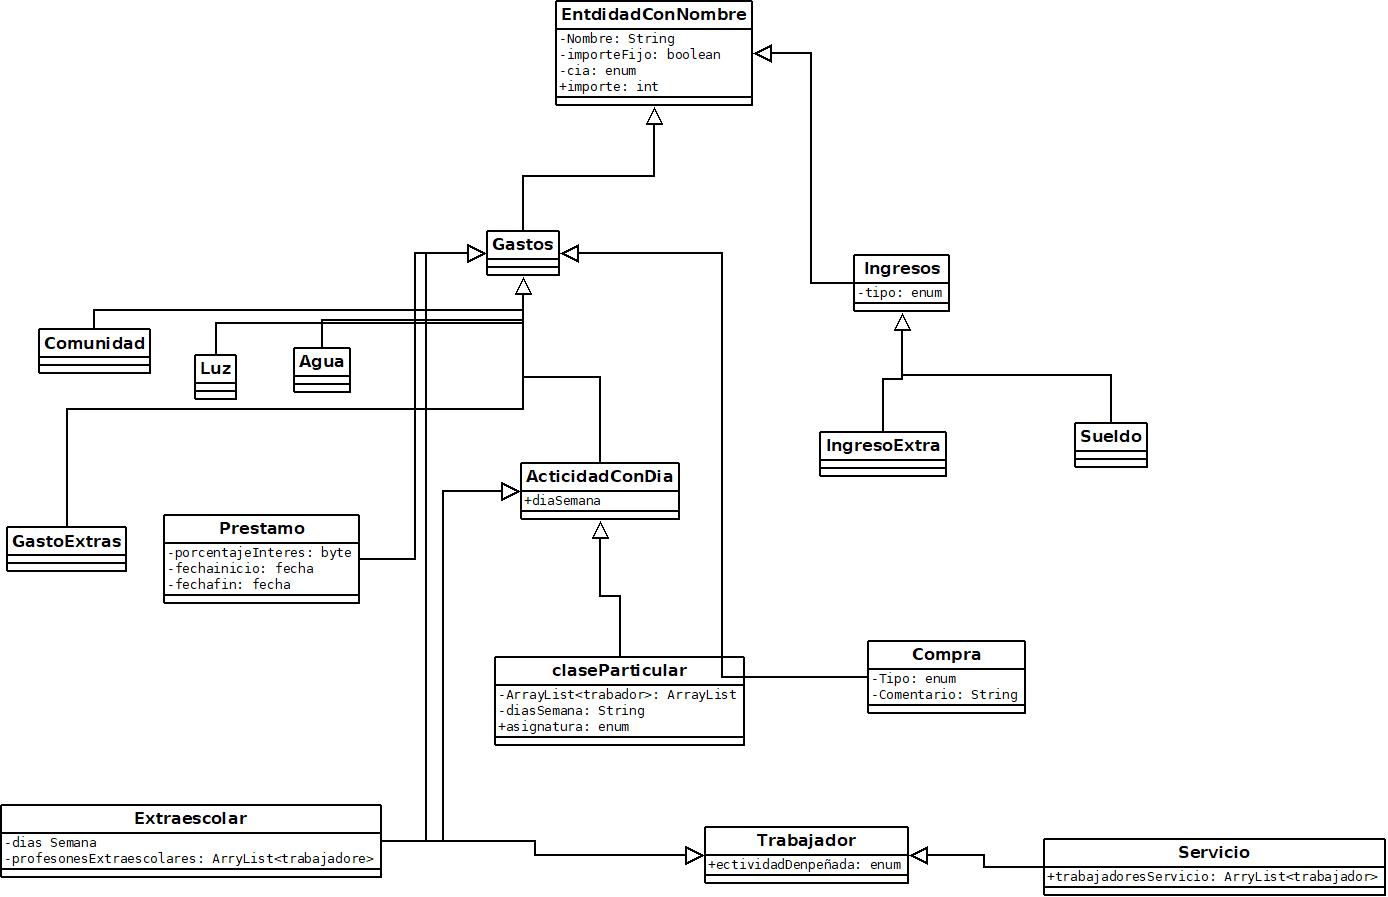 EntdidadConNombre
-Nombre: String
-importeFijo: boolean
-cia: enum
+importe: int
Gastos
Ingresos
-tipo: enum
Comunidad
Luz
Agua
IngresoExtra
Sueldo
ActicidadConDia
+diaSemana
GastoExtras
Prestamo
-porcentajeInteres: byte
-fechainicio: fecha
-fechafin: fecha
claseParticular
-ArrayList<trabador>: ArrayList
-diasSemana: String
+asignatura: enum
Compra
-Tipo: enum
-Comentario: String
Extraescolar
-dias Semana
-profesonesExtraescolares: ArryList<trabajadore>
Trabajador
+ectividadDenpeñada: enum
Servicio
+trabajadoresServicio: ArrayList<trabajador>